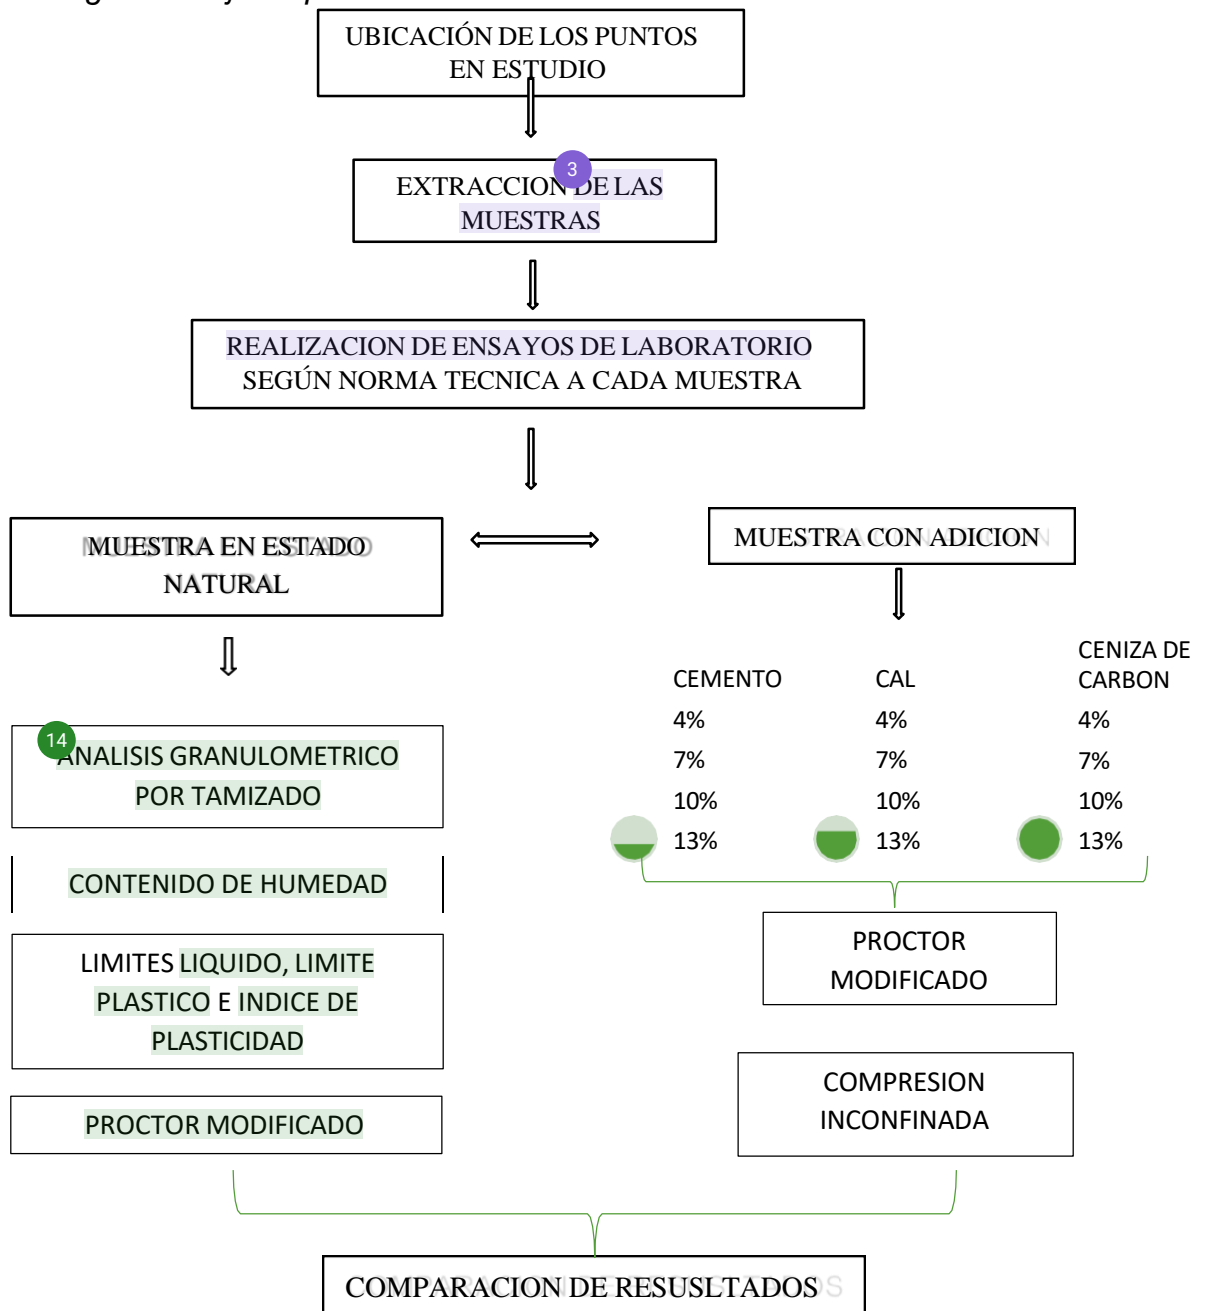 UBICACIÓN DE LOS PUNTOS
EN ESTUDIO
3
EXTRACCION DE LAS
MUESTRAS
REALIZACION DE ENSAYOS DE LABORATORIO
SEGÚN NORMA TECNICA A CADA MUESTRA
MUESTRA EN ESTADO
NATURAL
MUESTRA CON ADICION
14
ANALISIS GRANULOMETRICO
POR TAMIZADO
CONTENIDO DE HUMEDAD
LIMITES LIQUIDO, LIMITE
PLASTICO E INDICE DE
PLASTICIDAD
PROCTOR MODIFICADO
CEMENTO
4%
7%
10%
13%
CAL
4%
7%
10%
13%
CENIZA DE
CARBON
4%
7%
10%
13%
PROCTOR
MODIFICADO
COMPRESION
INCONFINADA
COMPARACION DE RESUSLTADOS